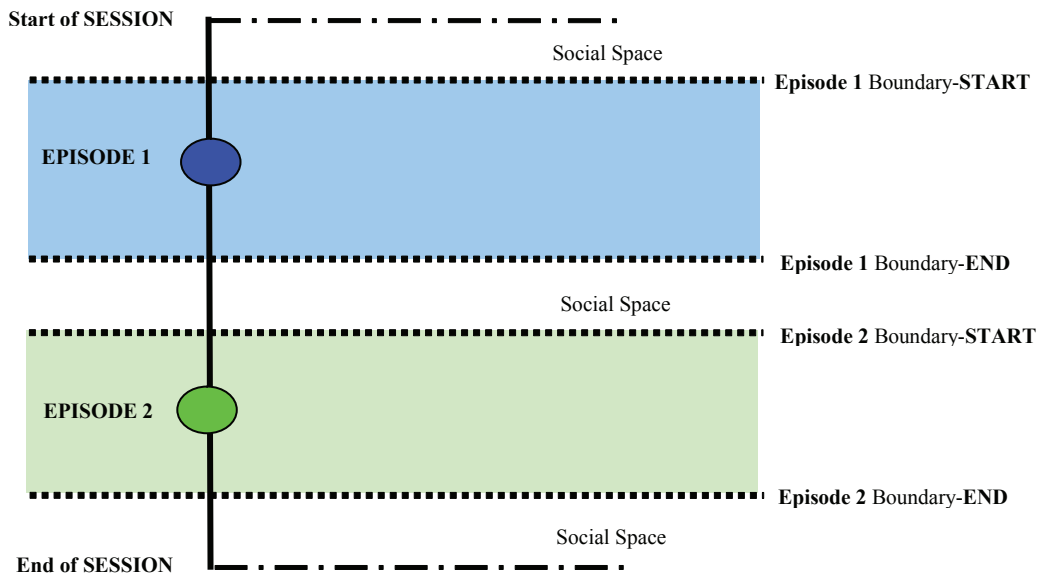 Start of SESSION
Social Space
Episode 1 Boundary-START
EPISODE 1
Episode 1 Boundary-END
Social Space
Episode 2 Boundary-START
EPISODE 2
Episode 2 Boundary-END
Social Space
End of SESSION